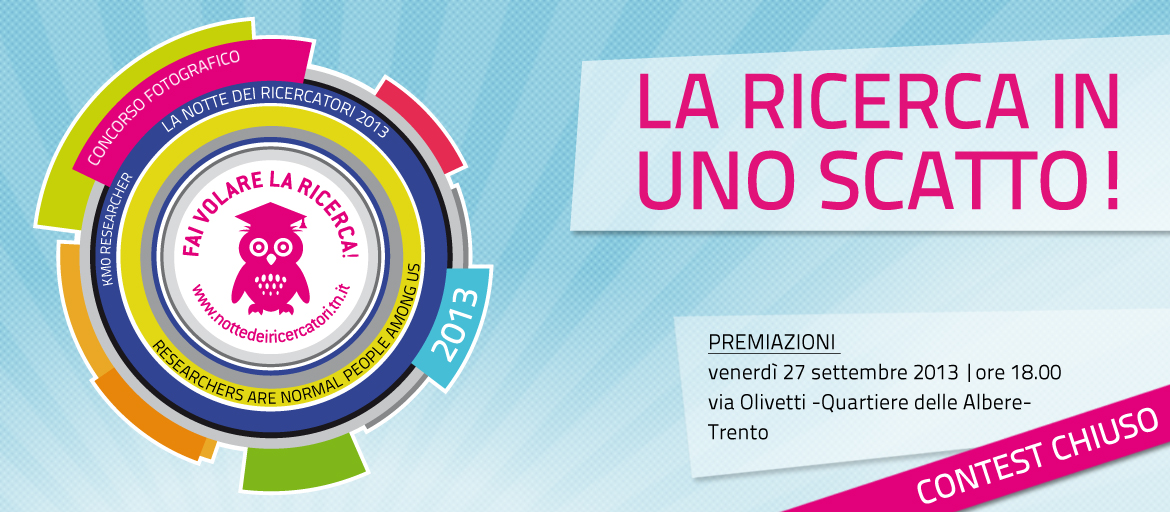 CONCORSO FOTOGRAFICO
LA NOTTE DEI RICERCATORI 2013
KM0 RESEARCHER
RESEARCHERS ARE NORMAL PEOPLE AMONG US
FAI VOLARE LA RICERCA!
www.nottedeiricercatori.tn.it
2013
LA RICERCA IN
UNO SCATTO!
PREMIAZIONI
venerdì 27 settembre 2013 | ore 18.00
via Olivetti -Quartiere delle Albere-
Trento
CONTEST CHIUSO